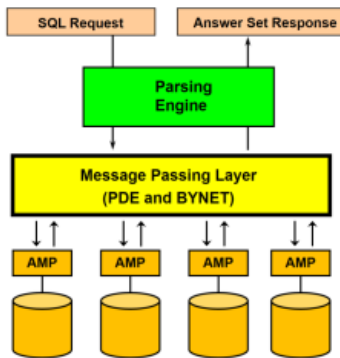 SQL Request
Answer Set Response
Parsing
Engine
Message Passing Layer
(PDE and BYNET)
AMP
AMP
AMP
AMP